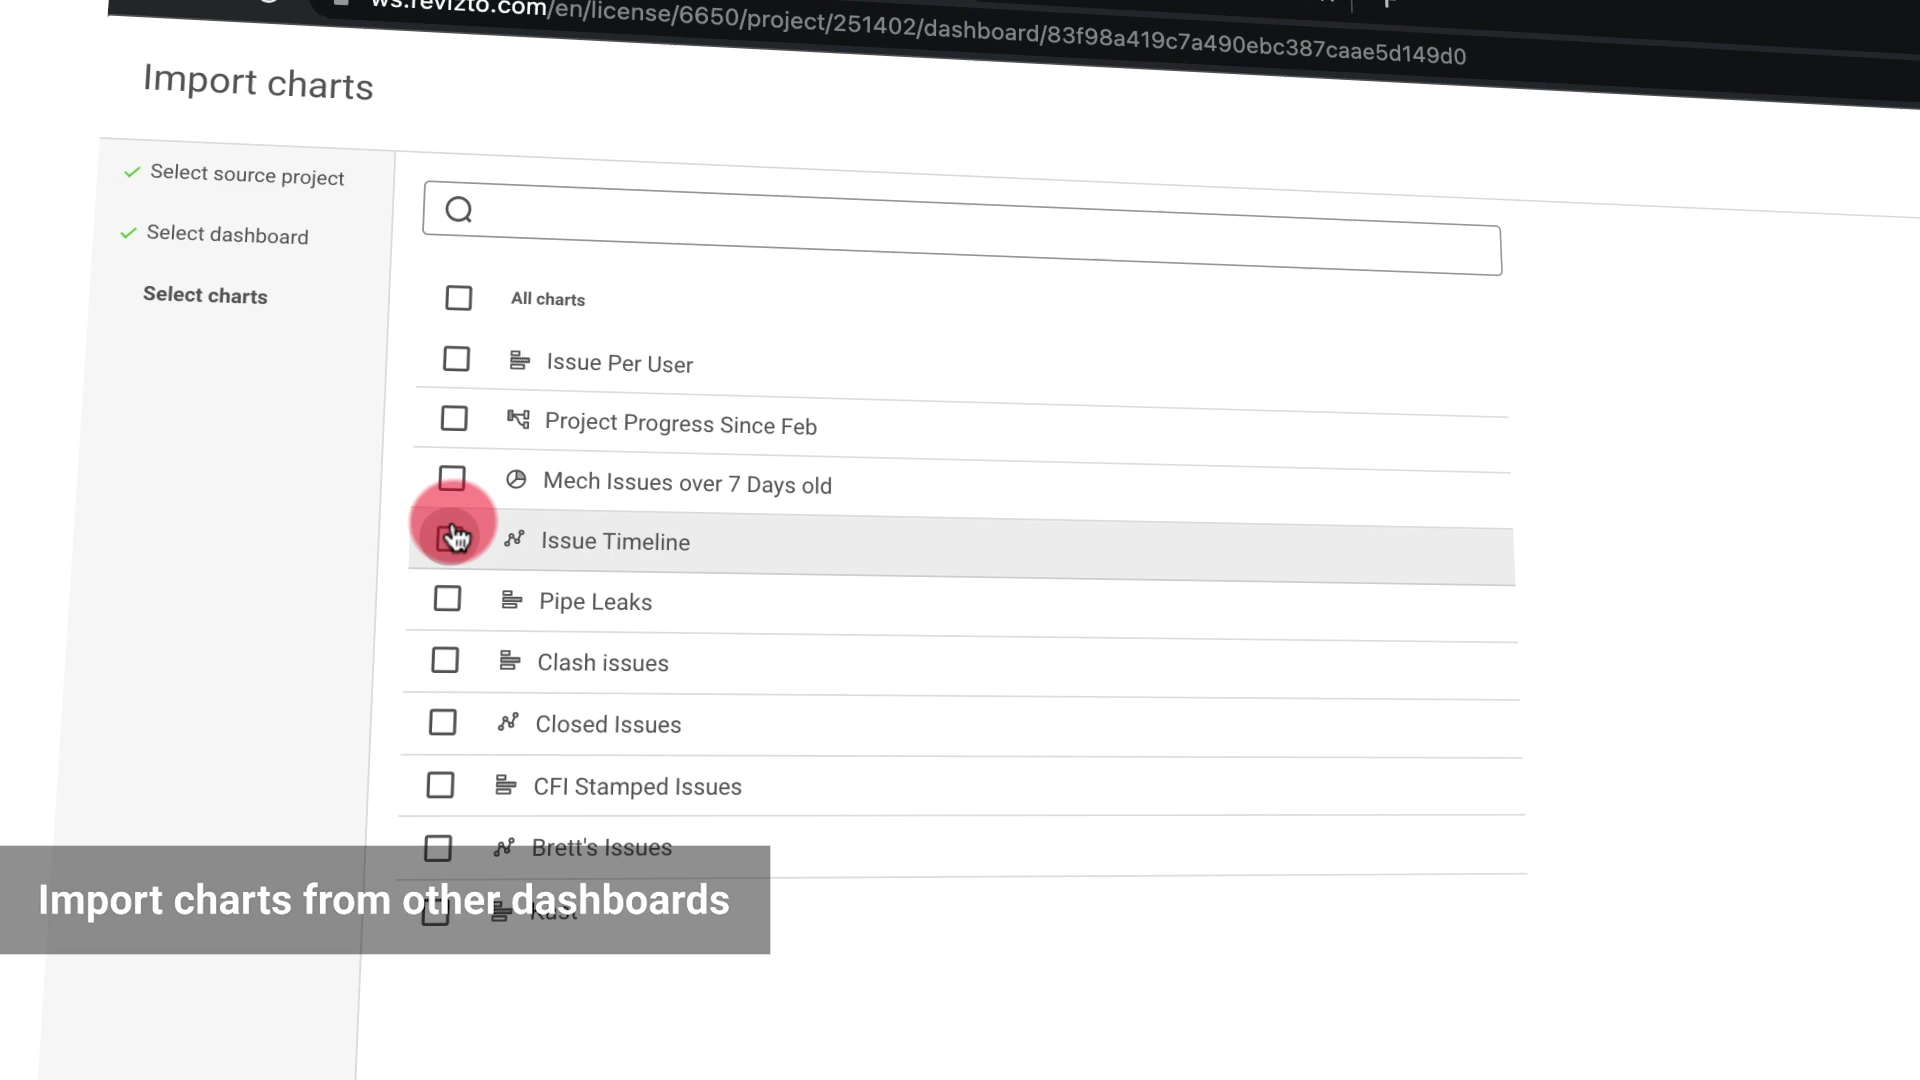 ws.revizto.com/en/license/6650/project/251402/dashboard/83f98a419c7a490ebc387caae5d149d0
Import charts
Select source project
Select dashboard
Select charts
All charts
Issue Per User
Project Progress Since Feb
Mech Issues over 7 Days old
Issue Timeline
Pipe Leaks
Clash issues
Closed Issues
CFI Stamped Issues
Brett's Issues
Import charts from other dashboards